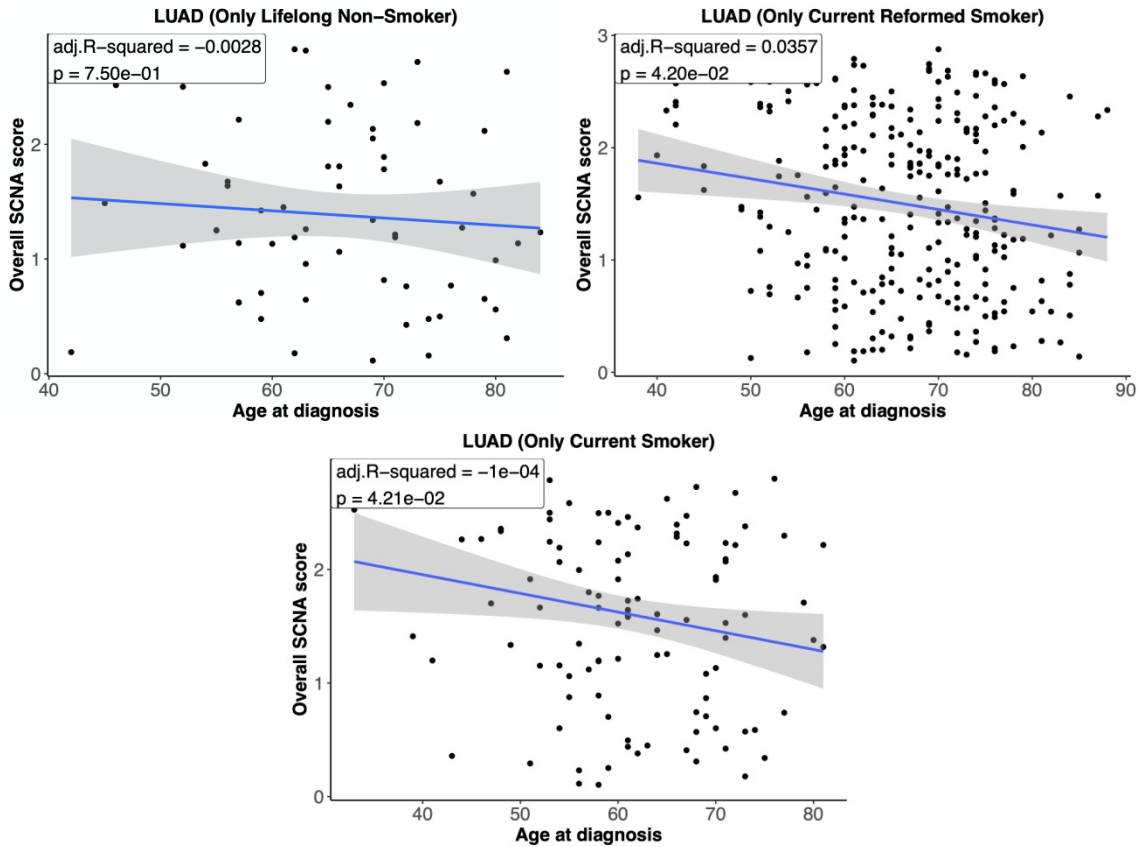 LUAD (Only Lifelong Non−Smoker)
adj.R−squared = −0.0028
p = 7.50e−01
Overall SCNA score
2
1
0
40 50 60 70 80
Age at diagnosis
LUAD (Only Current Reformed Smoker)
adj.R−squared = 0.0357
p = 4.20e−02
Overall SCNA score
3
2
1
0
40 50 60 70 80 90
Age at diagnosis
LUAD (Only Current Smoker)
adj.R−squared = −1e−04
p = 4.21e−02
Overall SCNA score
2
1
0
40 50 60 70 80
Age at diagnosis